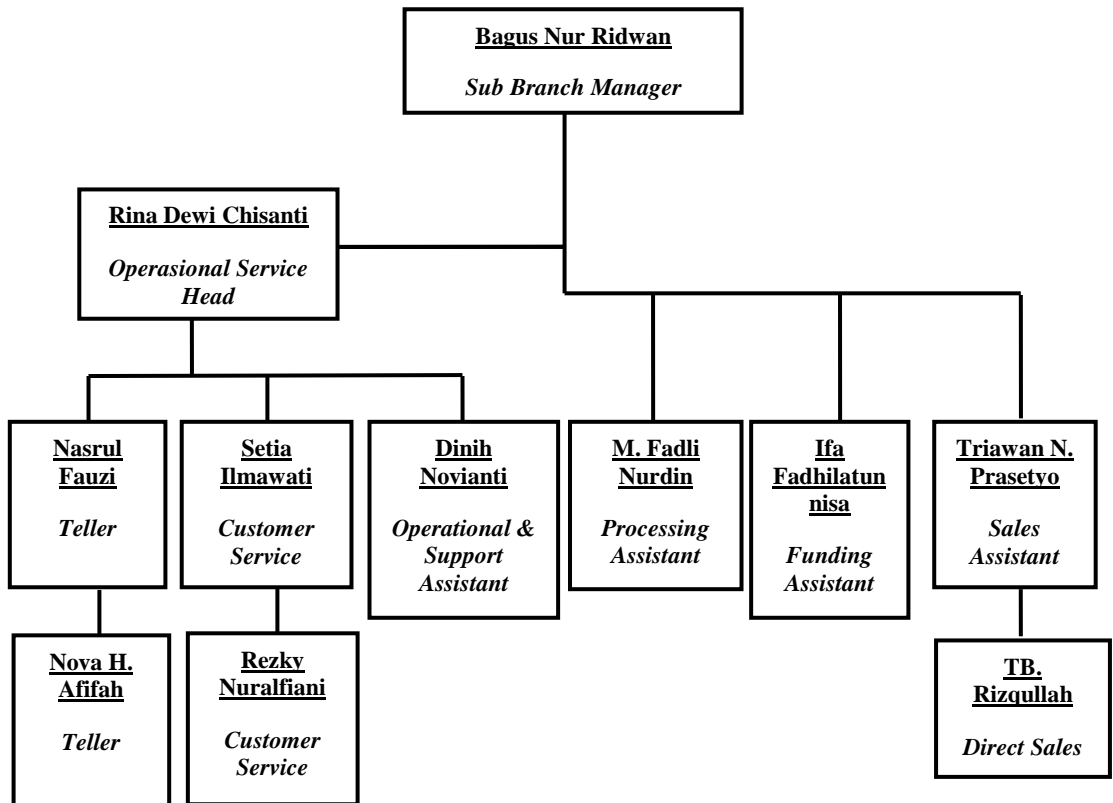 Bagus Nur Ridwan
Sub Branch Manager
Rina Dewi Chisanti
Operasional Service
Head
Nasrul
Fauzi
Teller
Setia
Ilmawati
Customer
Service
Dinih
Novianti
Operational &
Support
Assistant
M. Fadli
Nurdin
Processing
Assistant
Ifa
Fadhilatun
nisa
Funding
Assistant
Triawan N.
Prasetyo
Sales
Assistant
Nova H.
Afifah
Teller
Rezky
Nuralfiani
Customer
Service
TB.
Rizqullah
Direct Sales